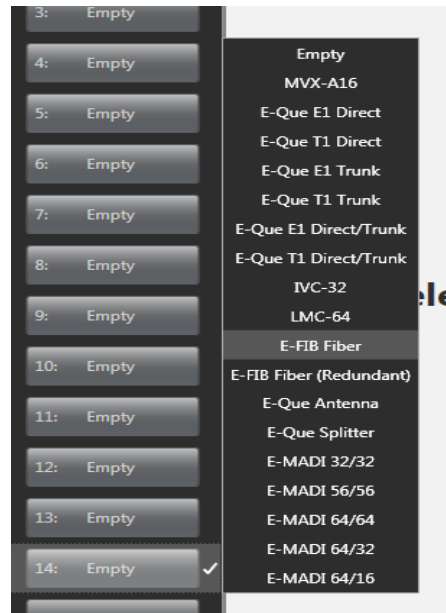 3: Empty
4: Empty
5: Empty
6: Empty
7: Empty
8: Empty
9: Empty
10: Empty
11: Empty
12: Empty
13: Empty
14: Empty
Empty
MVX-A16
E-Que E1 Direct
E-Que T1 Direct
E-Que E1 Trunk
E-Que T1 Trunk
E-Que E1 Direct/Trunk
E-Que T1 Direct/Trunk
IVC-32
LMC-64
E-FIB Fiber
E-FIB Fiber (Redundant)
E-Que Antenna
E-Que Splitter
E-MADI 32/32
E-MADI 56/56
E-MADI 64/64
E-MADI 64/32
E-MADI 64/16